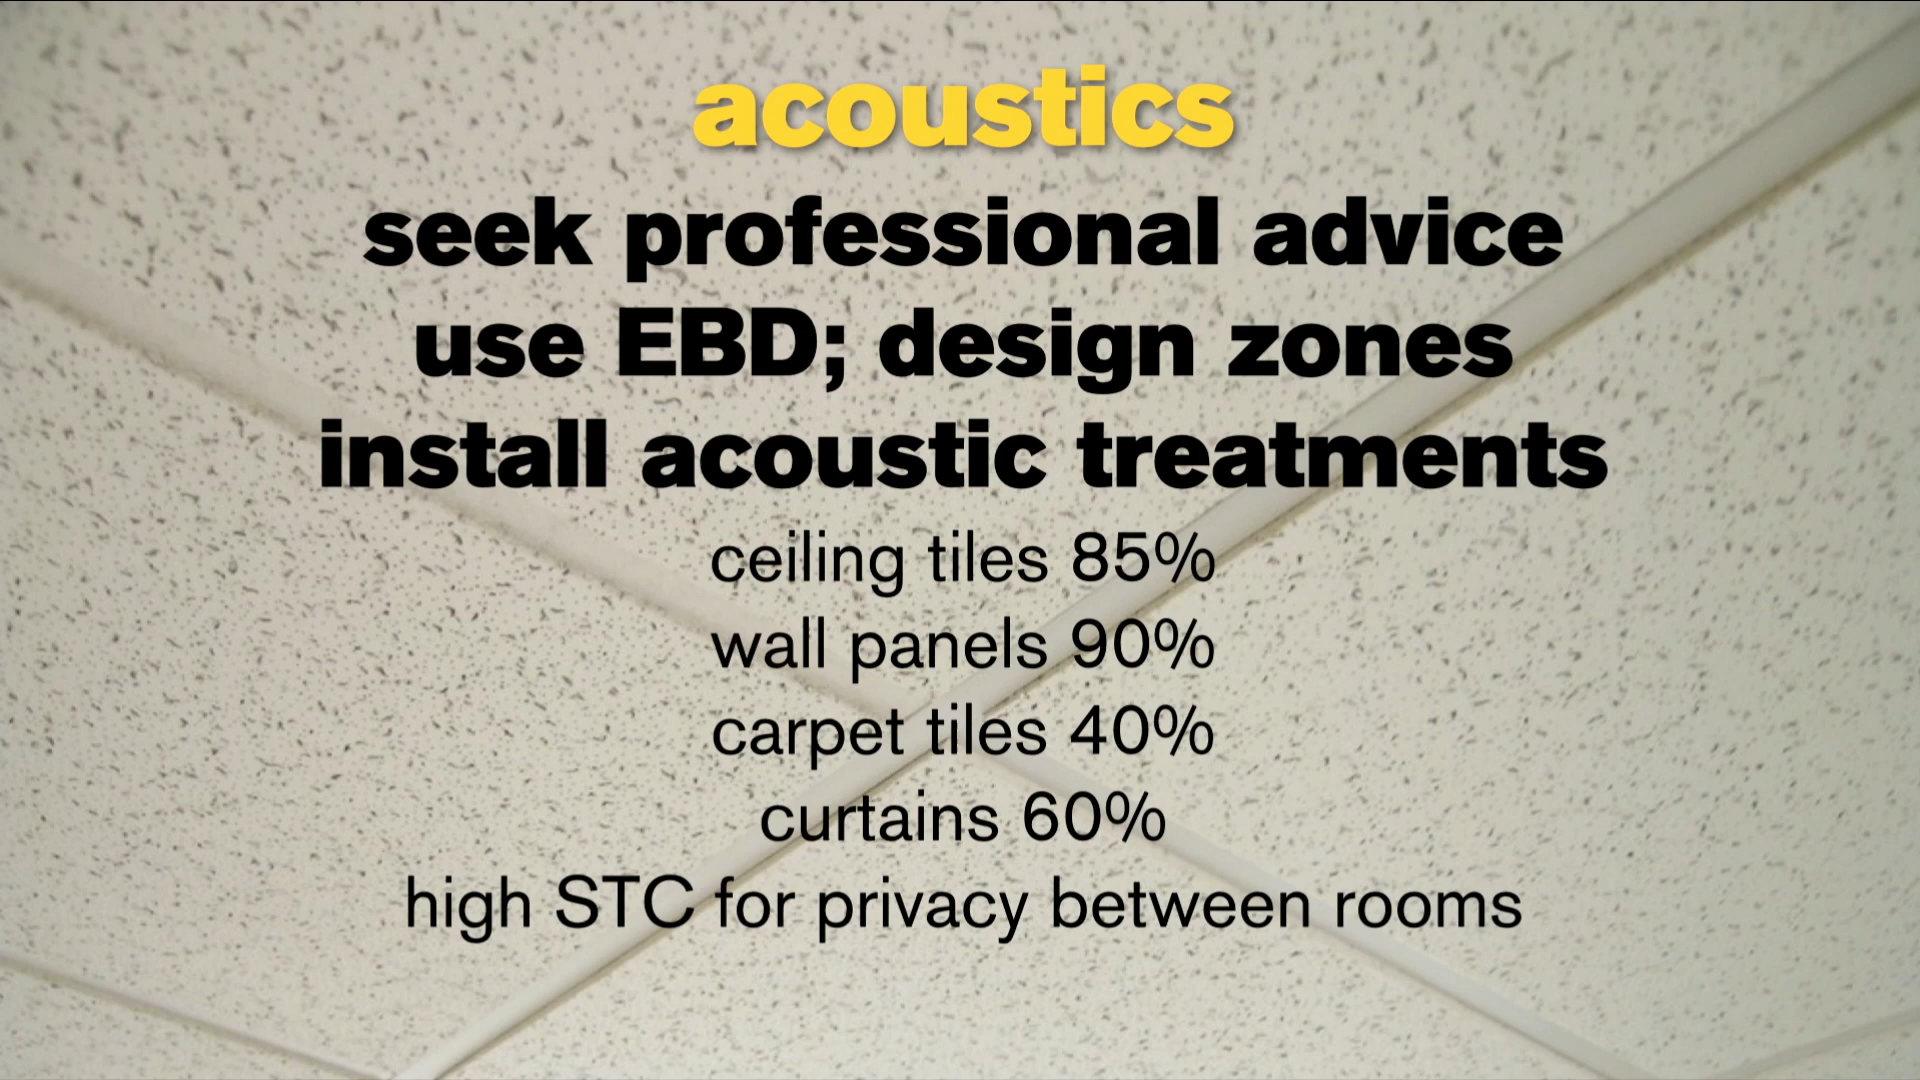 acoustics
seek professional advice
use EBD; design zones
install acoustic treatments
ceiling tiles 85%
wall panels 90%
carpet tiles 40%
curtains 60%
high STC for privacy between rooms